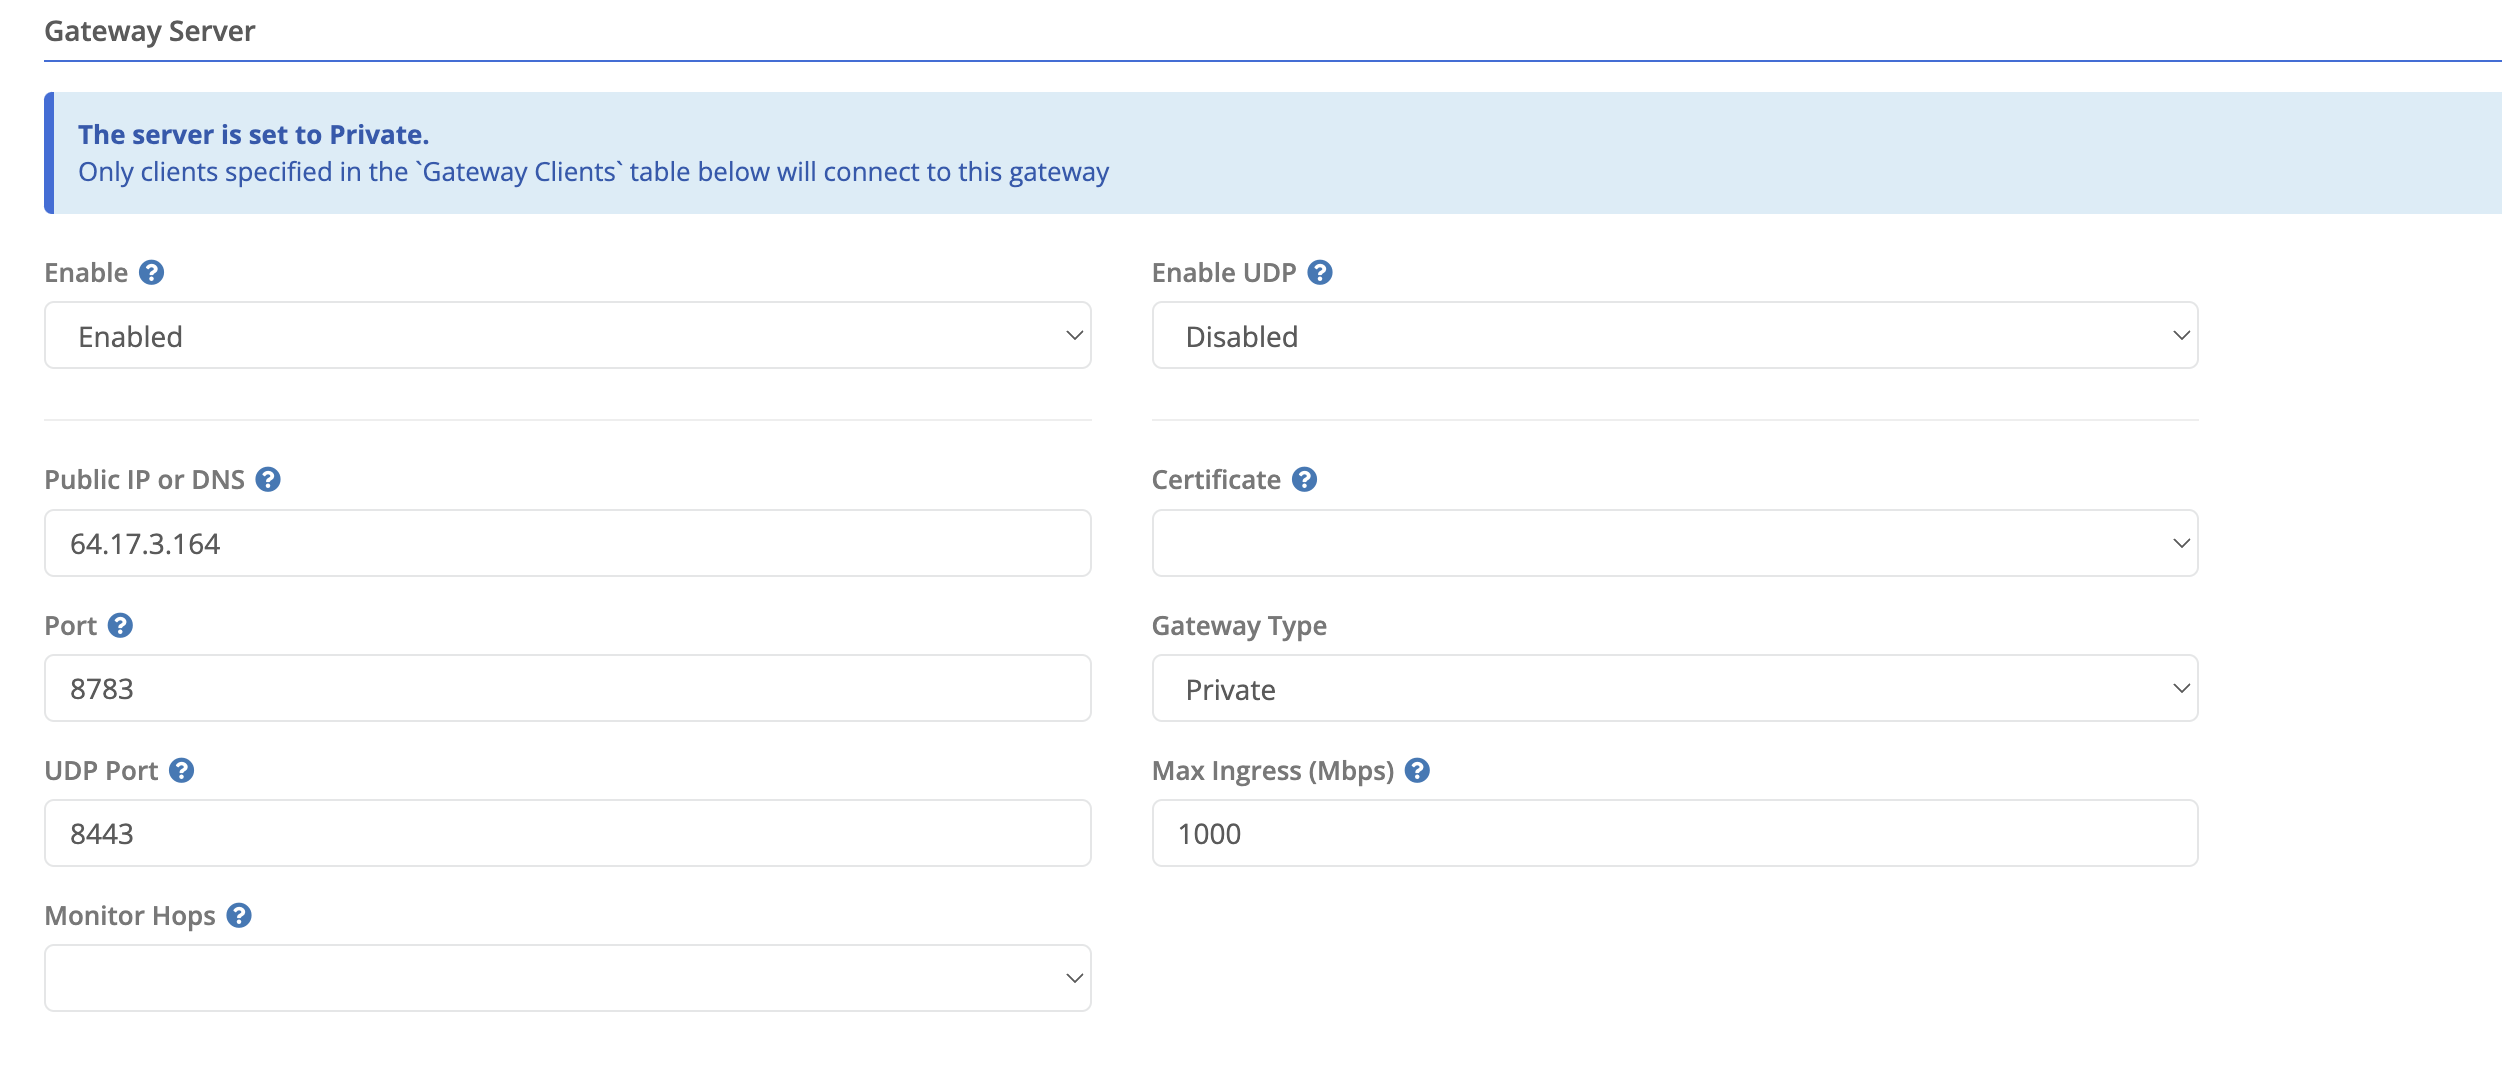 Gateway Server
The server is set to Private.
Only clients specified in the `Gateway Clients` table below will connect to this gateway
Enable
Enabled
Enable UDP
Disabled
Public IP or DNS
64.17.3.164
Certificate
Port
8783
Gateway Type
Private
UDP Port
8443
Max Ingress (Mbps)
1000
Monitor Hops